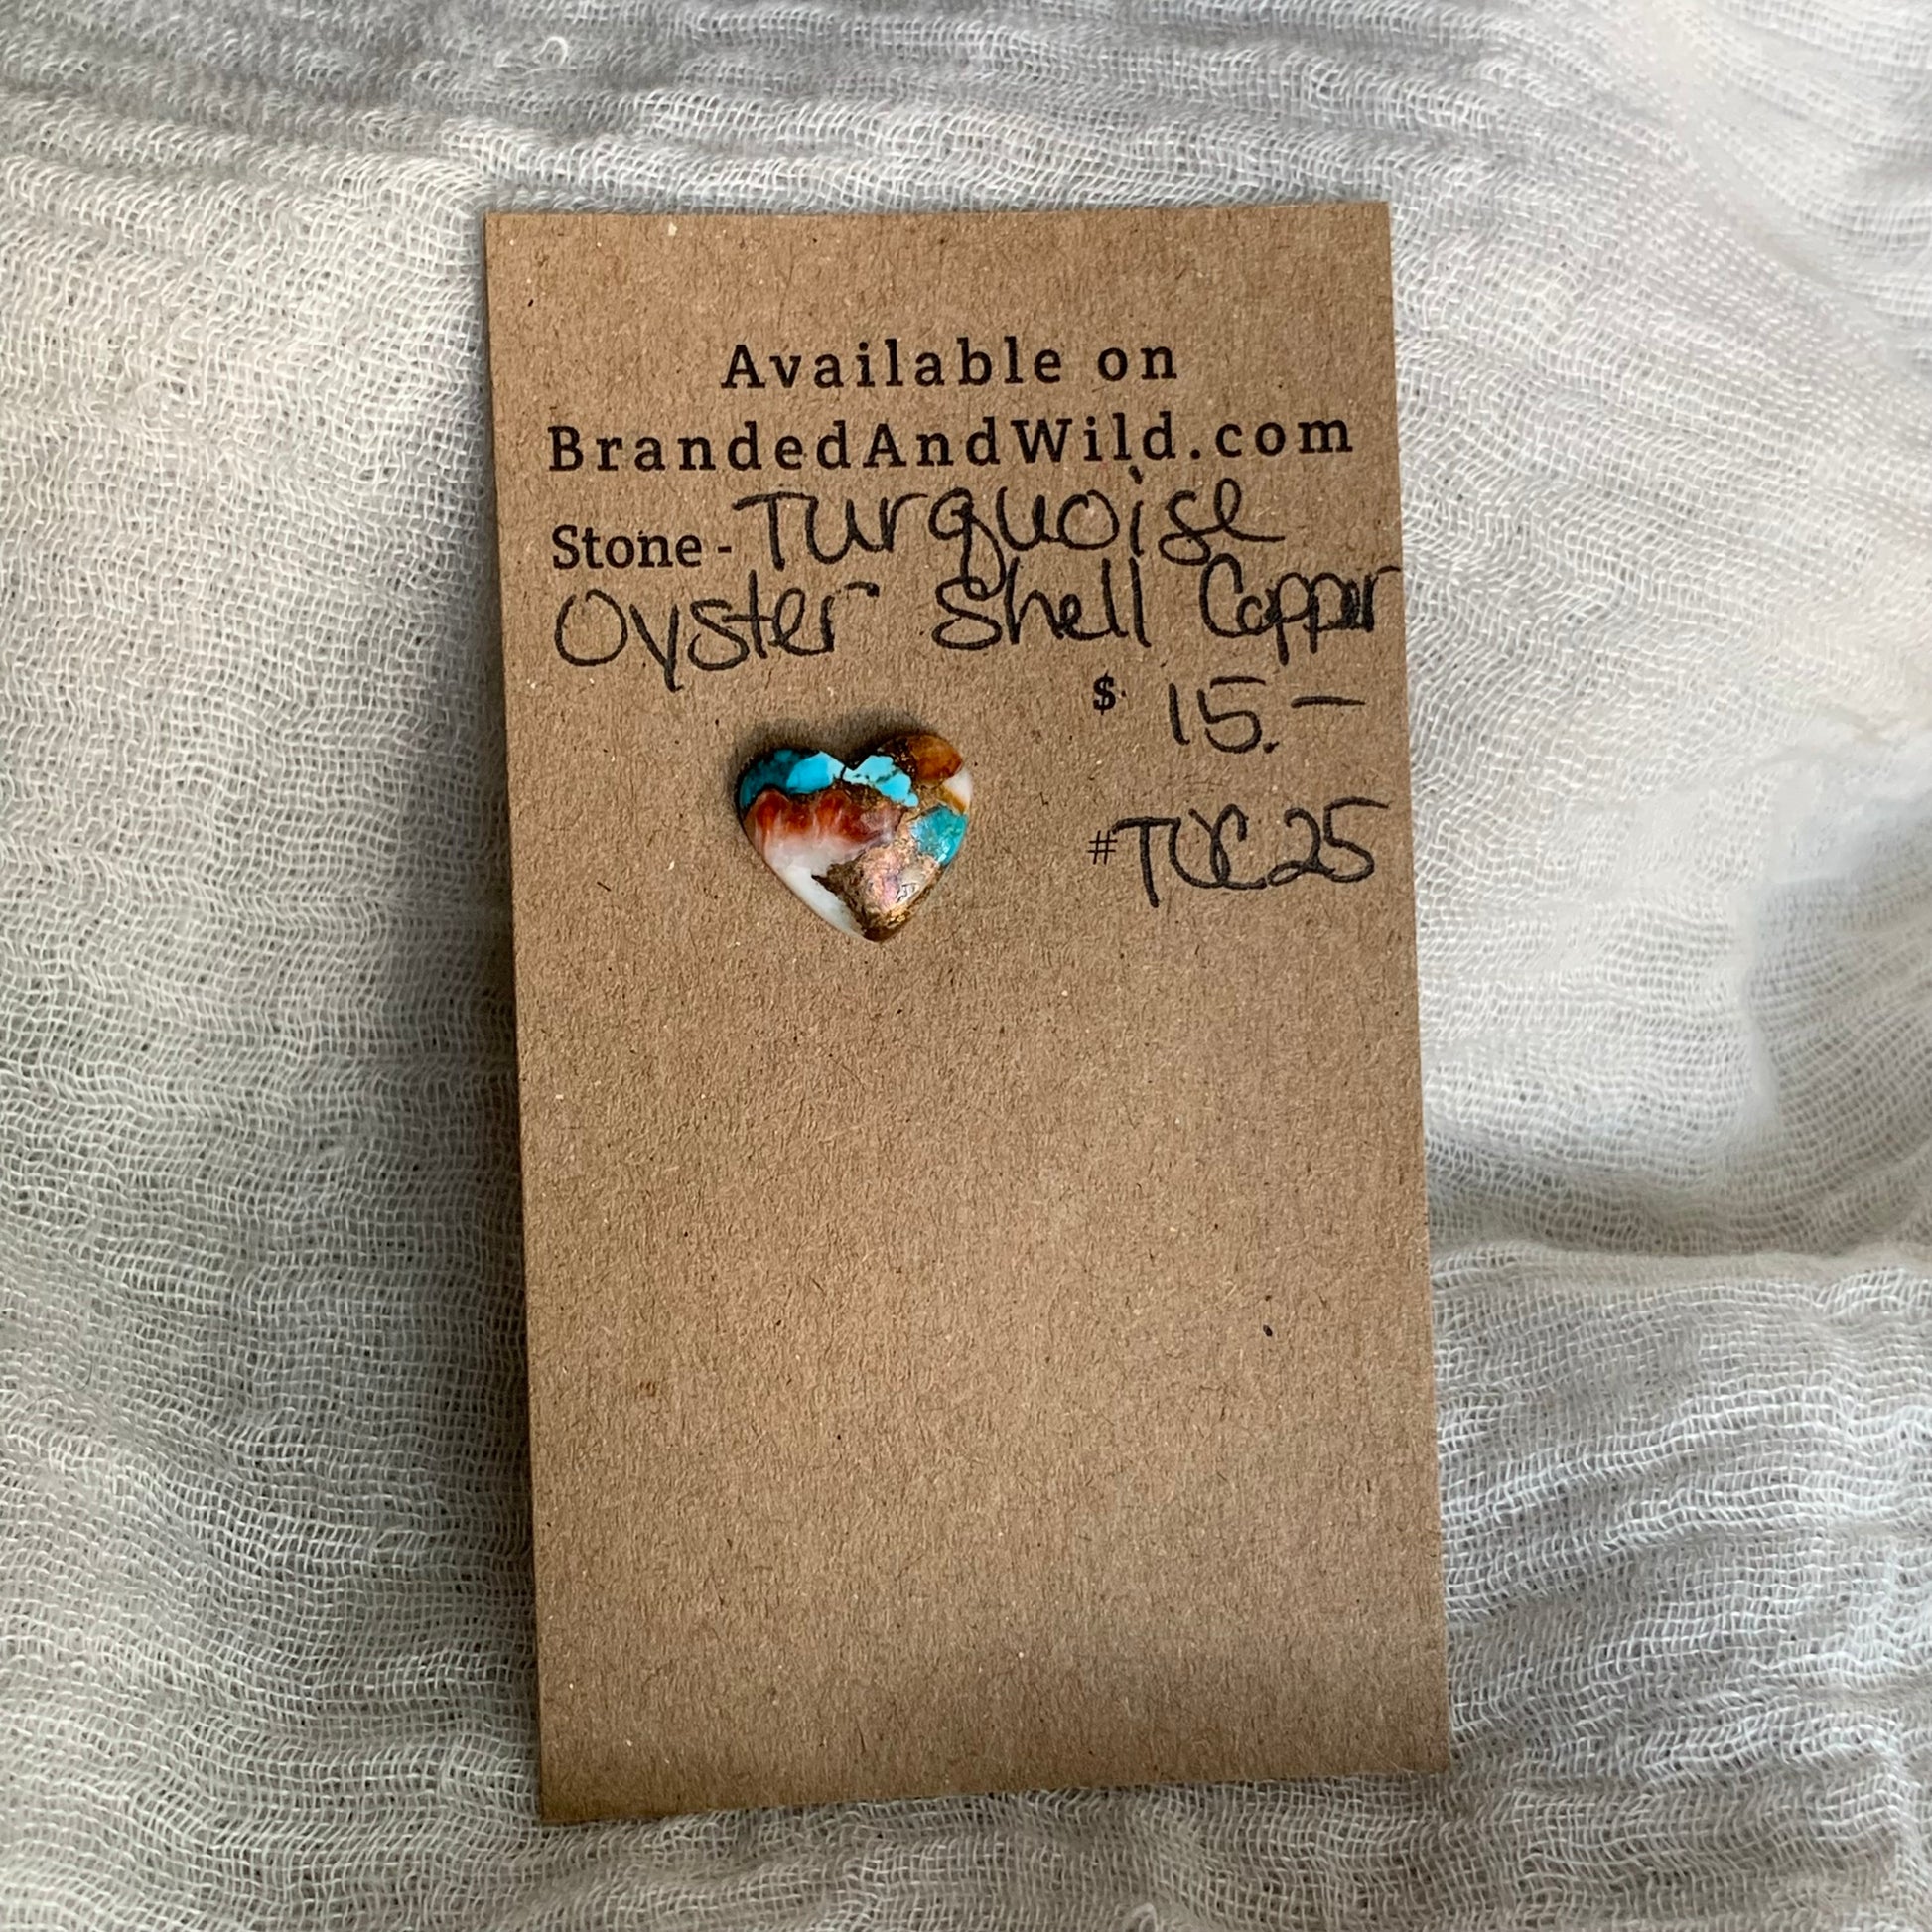 Available on
BrandedAndWild.com
Stone - Turquoise
Oyster Shell Copper
$ 15.-
#TOC25